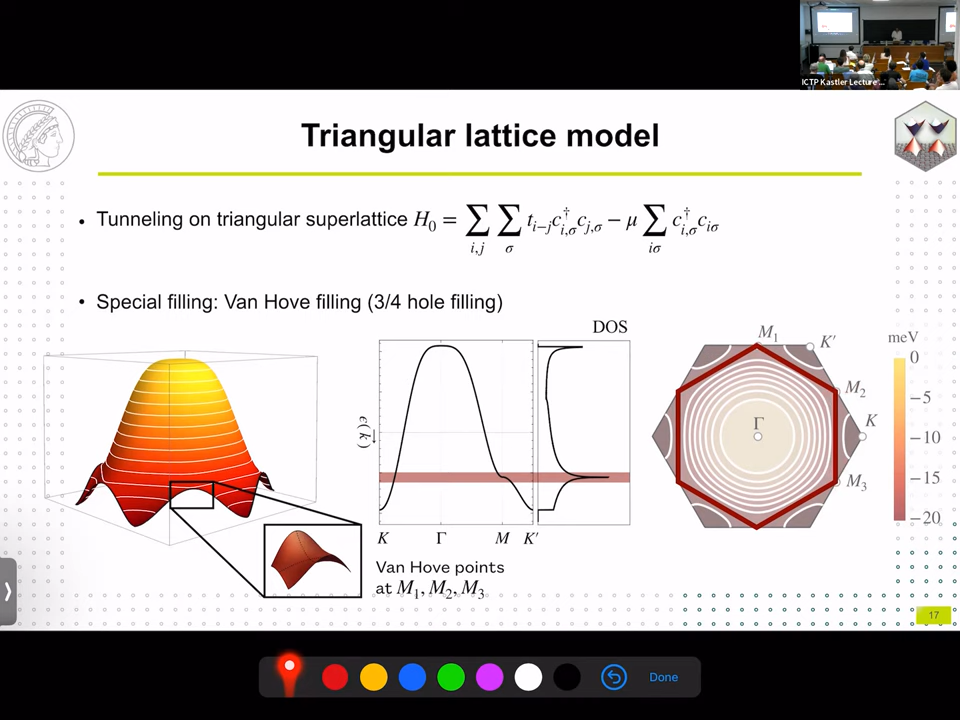 ICTP Kastler Lecture'...
Triangular lattice model
• Tunneling on triangular superlattice H₀ = ∑_{i,j} ∑_σ t_{i−j} c†_{i,σ} c_{j,σ} − μ ∑_{iσ} c†_{i,σ} c_{iσ}
• Special filling: Van Hove filling (3/4 hole filling)
DOS
ϵ(k⃗)
K Γ M K′
Van Hove points
at M₁, M₂, M₃
M₁
K′
M₂
K
Γ
M₃
meV
0
−5
−10
−15
−20
17
Done